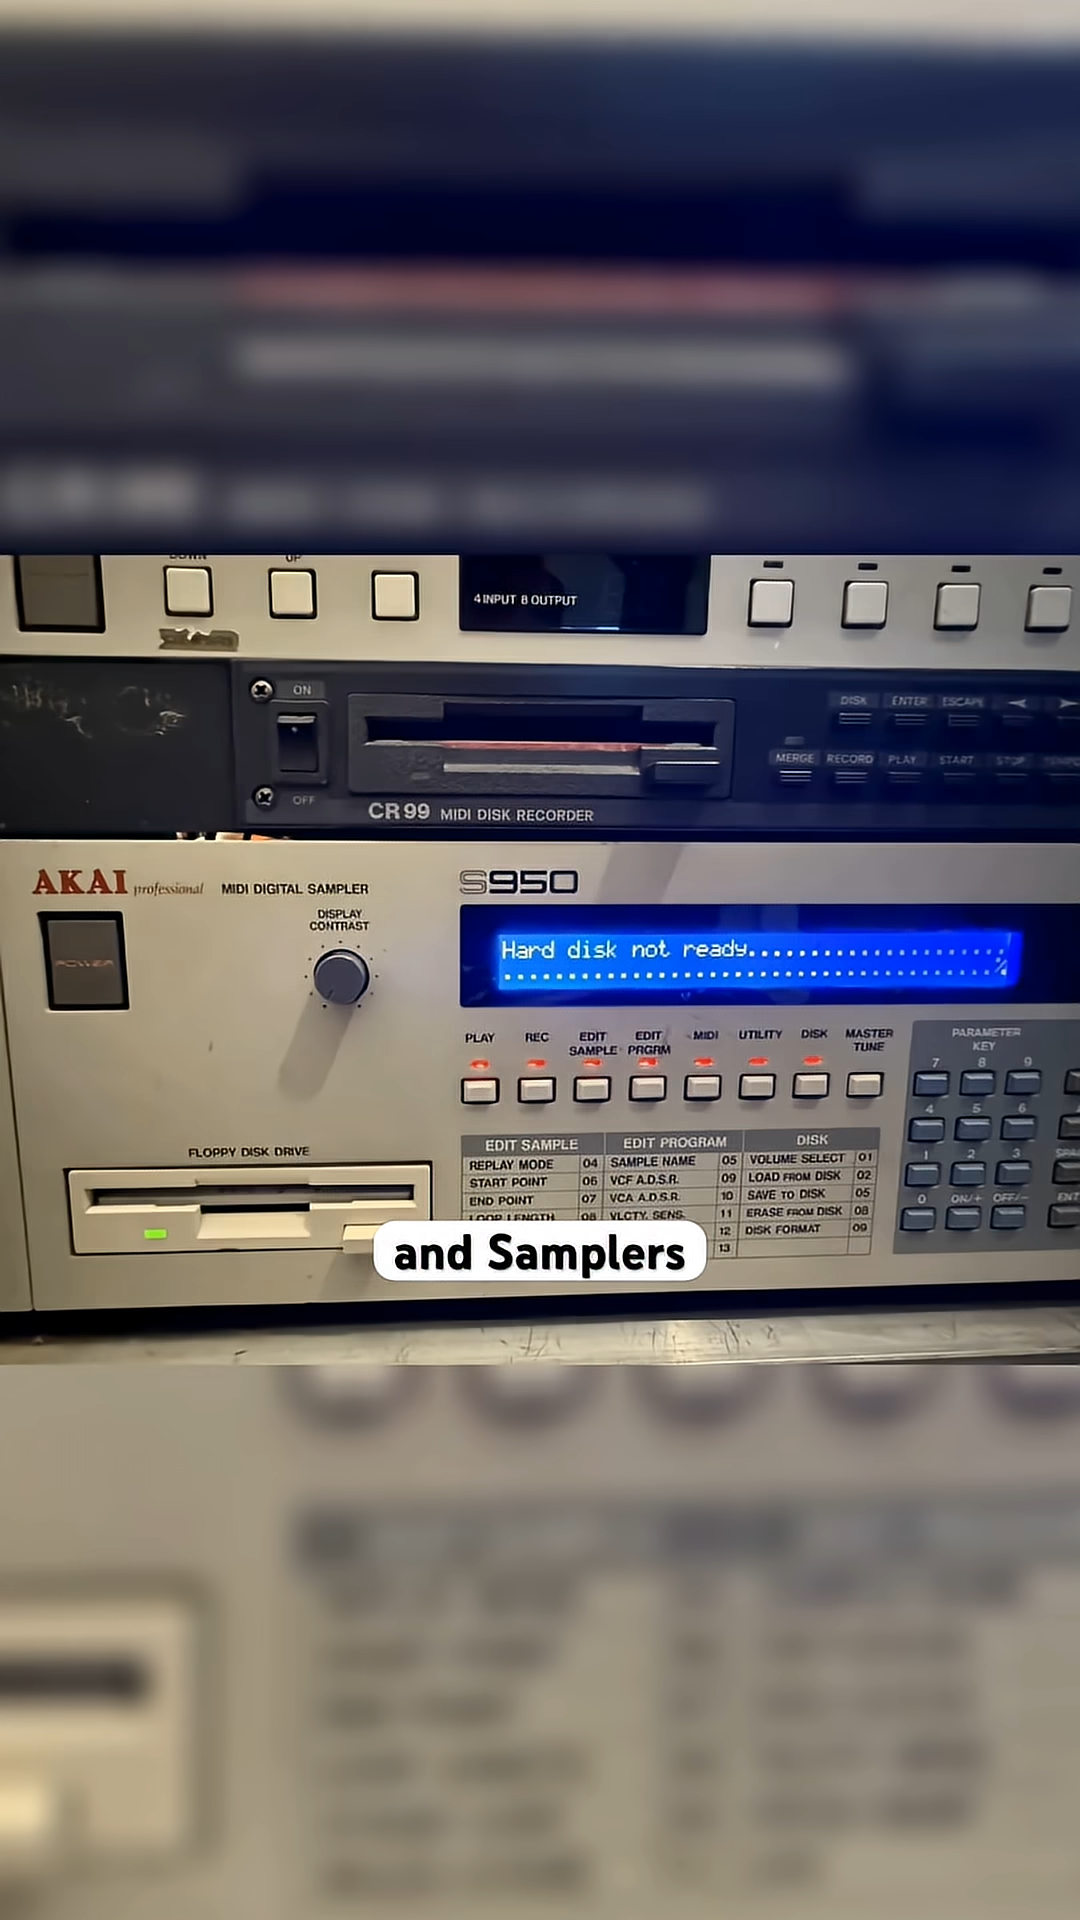 DOWN
UP
4 INPUT 8 OUTPUT
ON
OFF
CR 99 MIDI DISK RECORDER
DISK ENTER ESCAPE
MERGE RECORD PLAY START STOP
AKAI professional MIDI DIGITAL SAMPLER
S950
POWER
DISPLAY
CONTRAST
Hard disk not ready
PLAY REC EDIT SAMPLE EDIT PRGRM MIDI UTILITY DISK MASTER TUNE
PARAMETER
KEY
7 8 9
4 5 6
1 2 3
0 ON/+ OFF/-
FLOPPY DISK DRIVE
EDIT SAMPLE EDIT PROGRAM DISK
REPLAY MODE 04 SAMPLE NAME 05 VOLUME SELECT 01
START POINT 06 VCF A.D.S.R. 09 LOAD FROM DISK 02
END POINT 07 VCA A.D.S.R. 10 SAVE TO DISK 05
LOOP LENGTH 08 VLCTY. SENS. 11 ERASE FROM DISK 08
12 DISK FORMAT 09
13
and Samplers